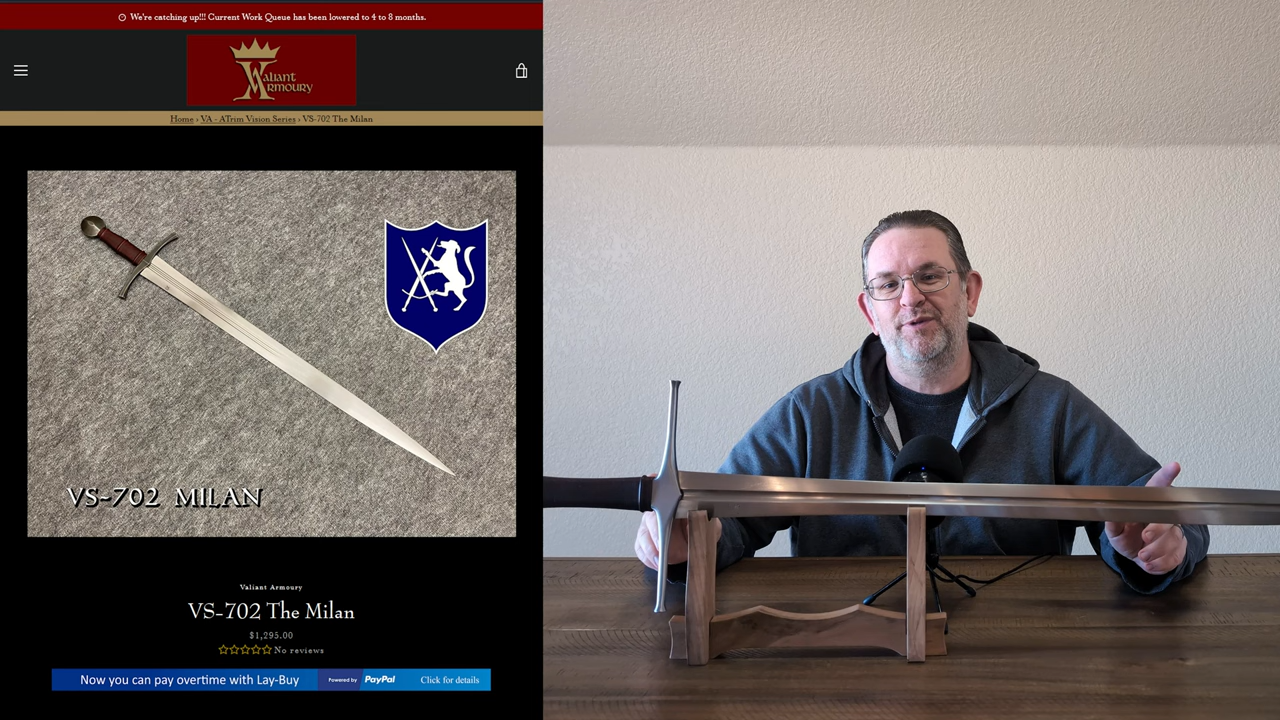 We're catching up!!! Current Work Queue has been lowered to 4 to 8 months.
Valiant
Armoury
Home › VA - ATrim Vision Series › VS-702 The Milan
VS-702 MILAN
Valiant Armoury
VS-702 The Milan
$1,295.00
No reviews
Now you can pay overtime with Lay-Buy Powered by PayPal Click for details